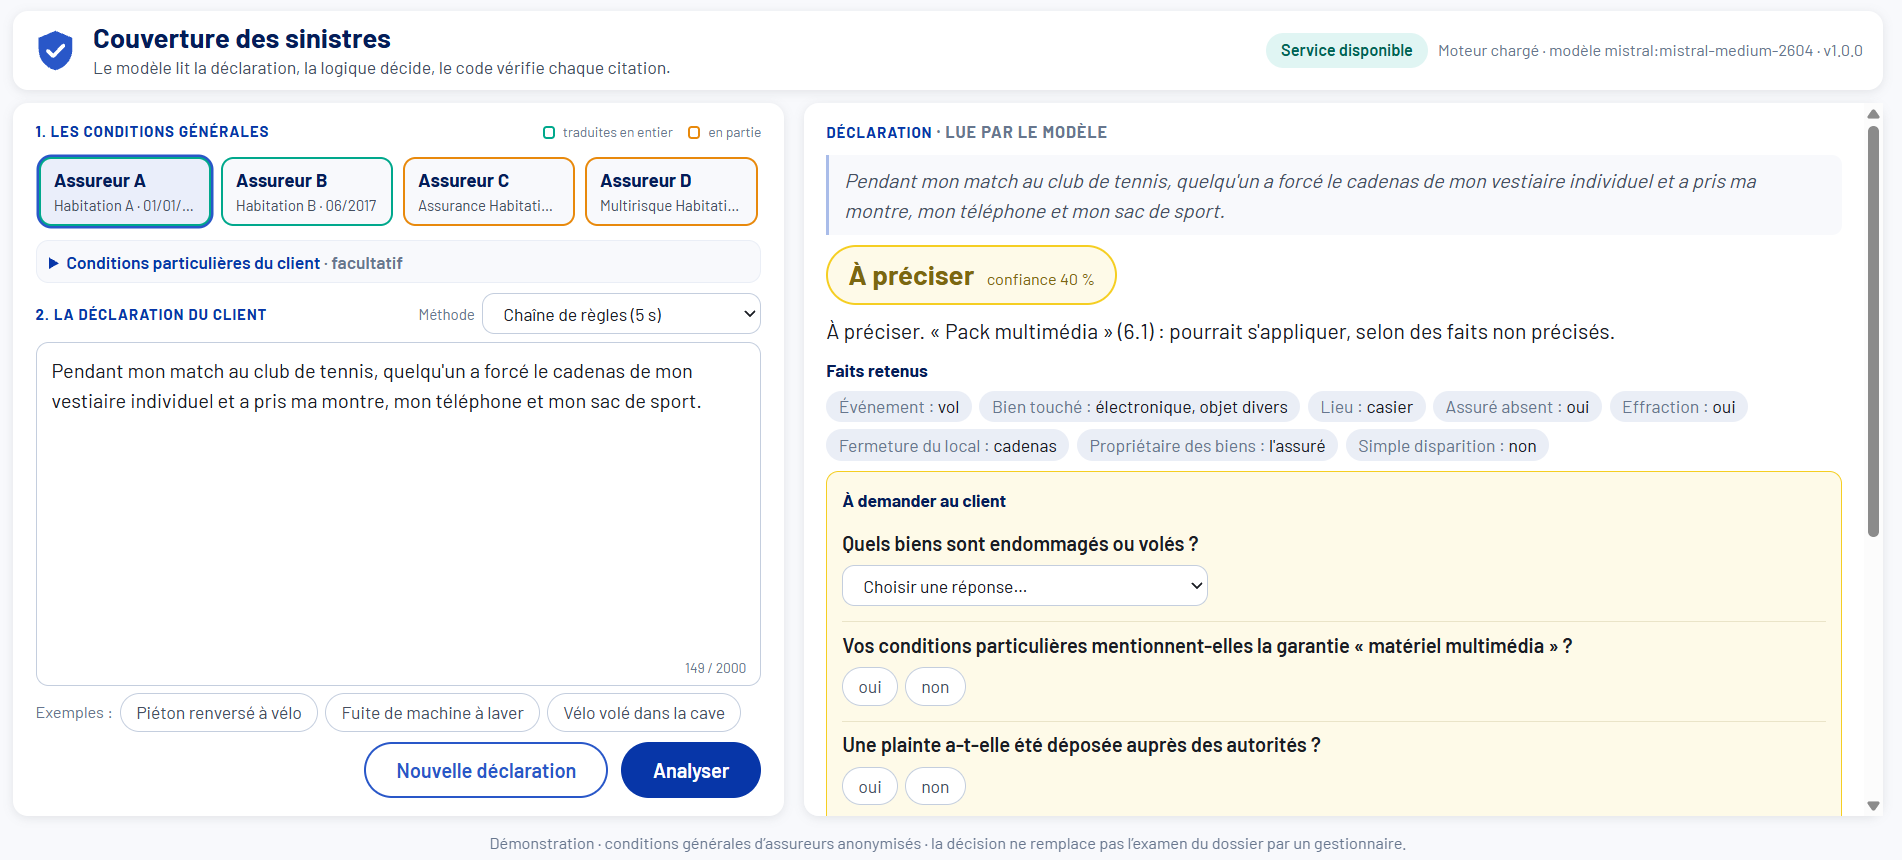 Couverture des sinistres
Le modèle lit la déclaration, la logique décide, le code vérifie chaque citation.
Service disponible
Moteur chargé · modèle mistral:mistral-medium-2604 · v1.0.0
1. LES CONDITIONS GÉNÉRALES
traduites en entier
en partie
Assureur A
Habitation A · 01/01/...
Assureur B
Habitation B · 06/2017
Assureur C
Assurance Habitati...
Assureur D
Multirisque Habitati...
Conditions particulières du client · facultatif
2. LA DÉCLARATION DU CLIENT
Méthode
Chaîne de règles (5 s)
Pendant mon match au club de tennis, quelqu'un a forcé le cadenas de mon
vestiaire individuel et a pris ma montre, mon téléphone et mon sac de sport.
149 / 2000
Exemples :
Piéton renversé à vélo
Fuite de machine à laver
Vélo volé dans la cave
Nouvelle déclaration
Analyser
DÉCLARATION · LUE PAR LE MODÈLE
Pendant mon match au club de tennis, quelqu'un a forcé le cadenas de mon vestiaire individuel et a pris ma
montre, mon téléphone et mon sac de sport.
À préciser confiance 40 %
À préciser. « Pack multimédia » (6.1) : pourrait s'appliquer, selon des faits non précisés.
Faits retenus
Événement : vol
Bien touché : électronique, objet divers
Lieu : casier
Assuré absent : oui
Effraction : oui
Fermeture du local : cadenas
Propriétaire des biens : l'assuré
Simple disparition : non
À demander au client
Quels biens sont endommagés ou volés ?
Choisir une réponse...
Vos conditions particulières mentionnent-elles la garantie « matériel multimédia » ?
oui
non
Une plainte a-t-elle été déposée auprès des autorités ?
oui
non
Démonstration · conditions générales d'assureurs anonymisés · la décision ne remplace pas l'examen du dossier par un gestionnaire.